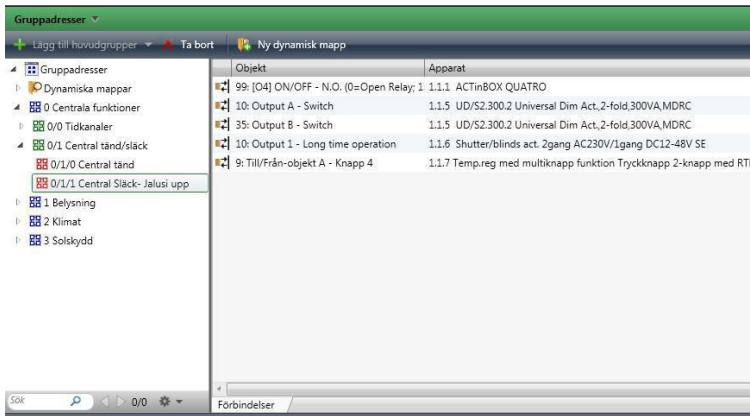 Gruppadresser
Lägg till huvudgrupper Ta bort Ny dynamisk mapp
Gruppadresser
Dynamiska mappar
0 Centrala funktioner
0/0 Tidkanaler
0/1 Central tänd/släck
0/1/0 Central tänd
0/1/1 Central Släck- Jalusi upp
1 Belysning
2 Klimat
3 Solskydd
Objekt Apparat
99: [O4] ON/OFF - N.O. (0=Open Relay; 1 1.1.1 ACTinBOX QUATRO
10: Output A - Switch 1.1.5 UD/S2.300.2 Universal Dim Act.,2-fold,300VA,MDRC
35: Output B - Switch 1.1.5 UD/S2.300.2 Universal Dim Act.,2-fold,300VA,MDRC
10: Output 1 - Long time operation 1.1.6 Shutter/blinds act. 2gang AC230V/1gang DC12-48V SE
9: Till/Från-objekt A - Knapp 4 1.1.7 Temp.reg med multiknapp funktion Tryckknapp 2-knapp med RT
Sök 0/0
Förbindelser